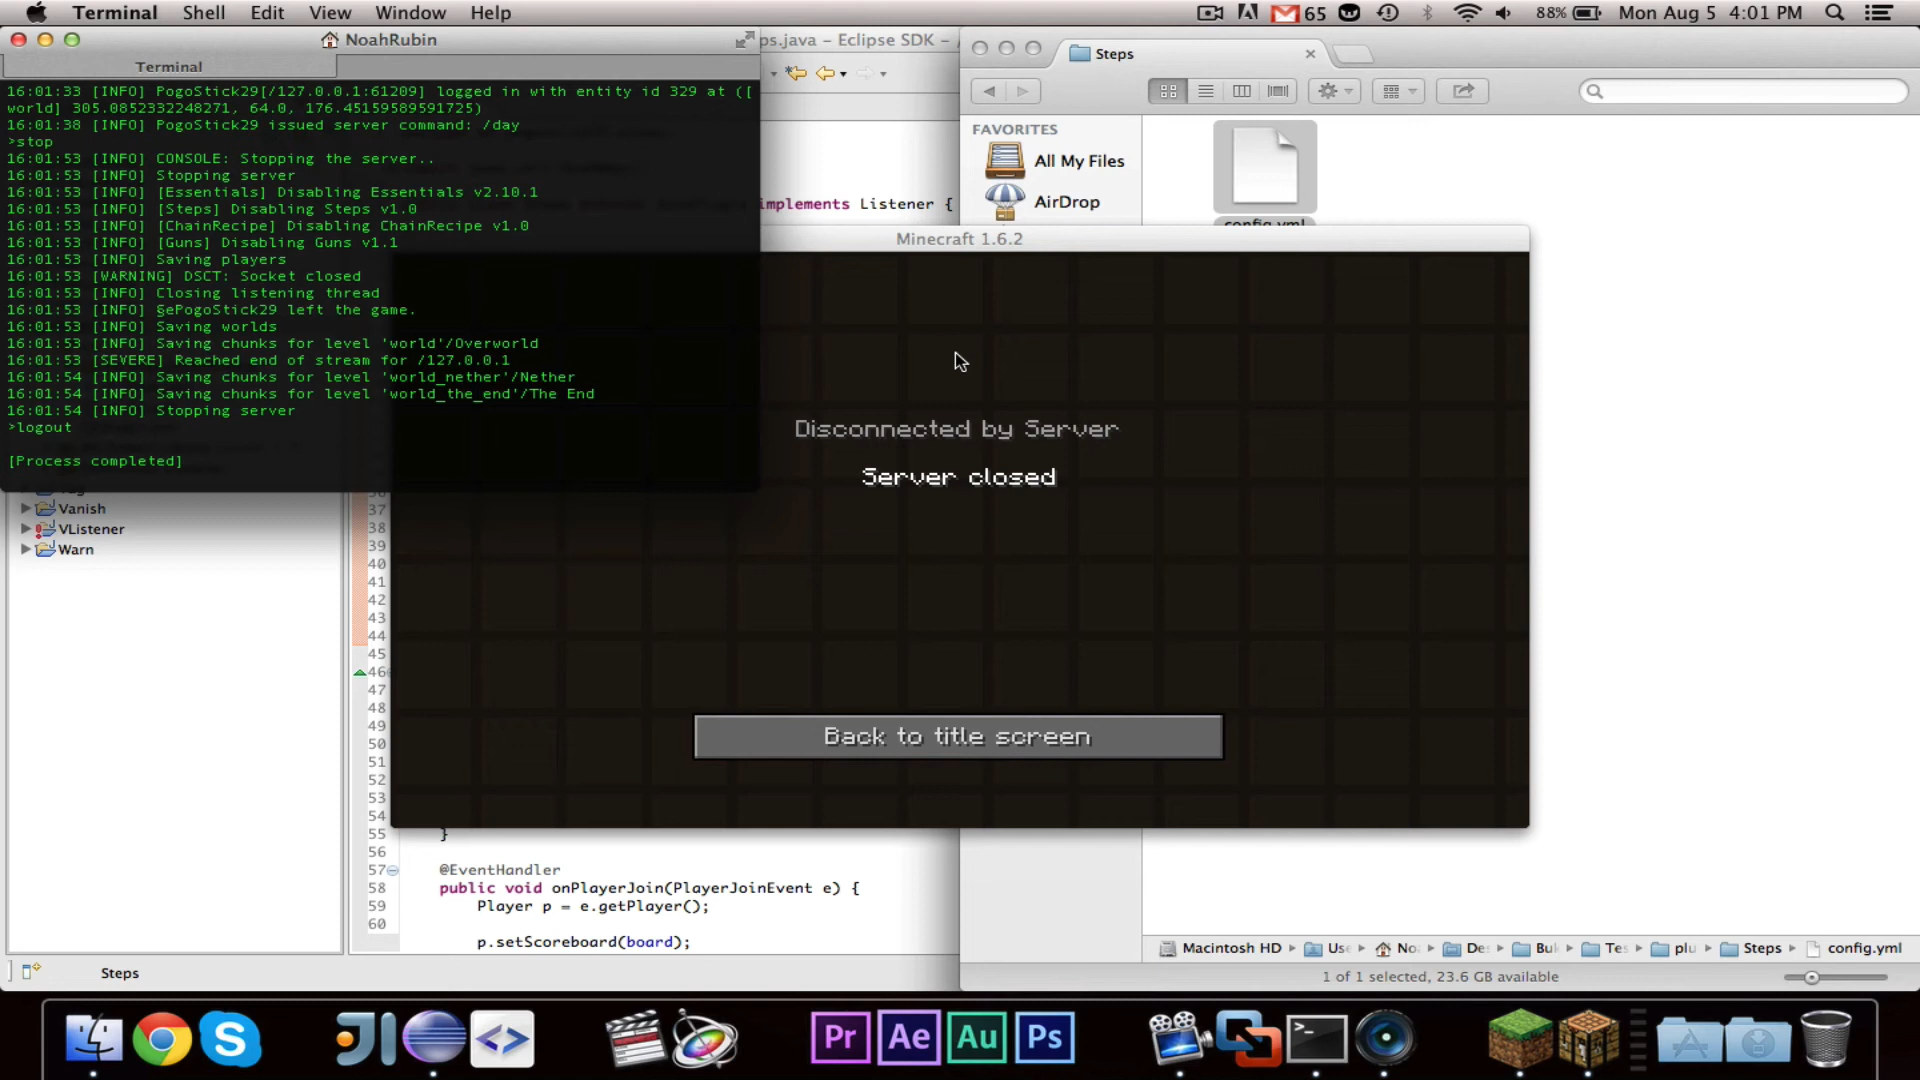 Terminal Shell Edit View Window Help
65 88% Mon Aug 5 4:01 PM
NoahRubin
Terminal
16:01:33 [INFO] PogoStick29[/127.0.0.1:61209] logged in with entity id 329 at ([
world] 305.0852332248271, 64.0, 176.45159589591725)
16:01:38 [INFO] PogoStick29 issued server command: /day
>stop
16:01:53 [INFO] CONSOLE: Stopping the server..
16:01:53 [INFO] Stopping server
16:01:53 [INFO] [Essentials] Disabling Essentials v2.10.1
16:01:53 [INFO] [Steps] Disabling Steps v1.0
16:01:53 [INFO] [ChainRecipe] Disabling ChainRecipe v1.0
16:01:53 [INFO] [Guns] Disabling Guns v1.1
16:01:53 [INFO] Saving players
16:01:53 [WARNING] DSCT: Socket closed
16:01:53 [INFO] Closing listening thread
16:01:53 [INFO] §ePogoStick29 left the game.
16:01:53 [INFO] Saving worlds
16:01:53 [INFO] Saving chunks for level 'world'/Overworld
16:01:53 [SEVERE] Reached end of stream for /127.0.0.1
16:01:54 [INFO] Saving chunks for level 'world_nether'/Nether
16:01:54 [INFO] Saving chunks for level 'world_the_end'/The End
16:01:54 [INFO] Stopping server
>logout
[Process completed]
ps.java – Eclipse SDK –
implements Listener {
Steps
FAVORITES
All My Files
AirDrop
config.yml
Minecraft 1.6.2
Disconnected by Server
Server closed
Back to title screen
Vanish
VListener
Warn
37
38
39
40
41
42
43
44
45
46
47
48
49
50
51
52
53
54
55 }
56
57 @EventHandler
58 public void onPlayerJoin(PlayerJoinEvent e) {
59 Player p = e.getPlayer();
60
p.setScoreboard(board);
Steps
Macintosh HD Use No De Buk Tes plu Steps config.yml
1 of 1 selected, 23.6 GB available
Pr Ae Au Ps